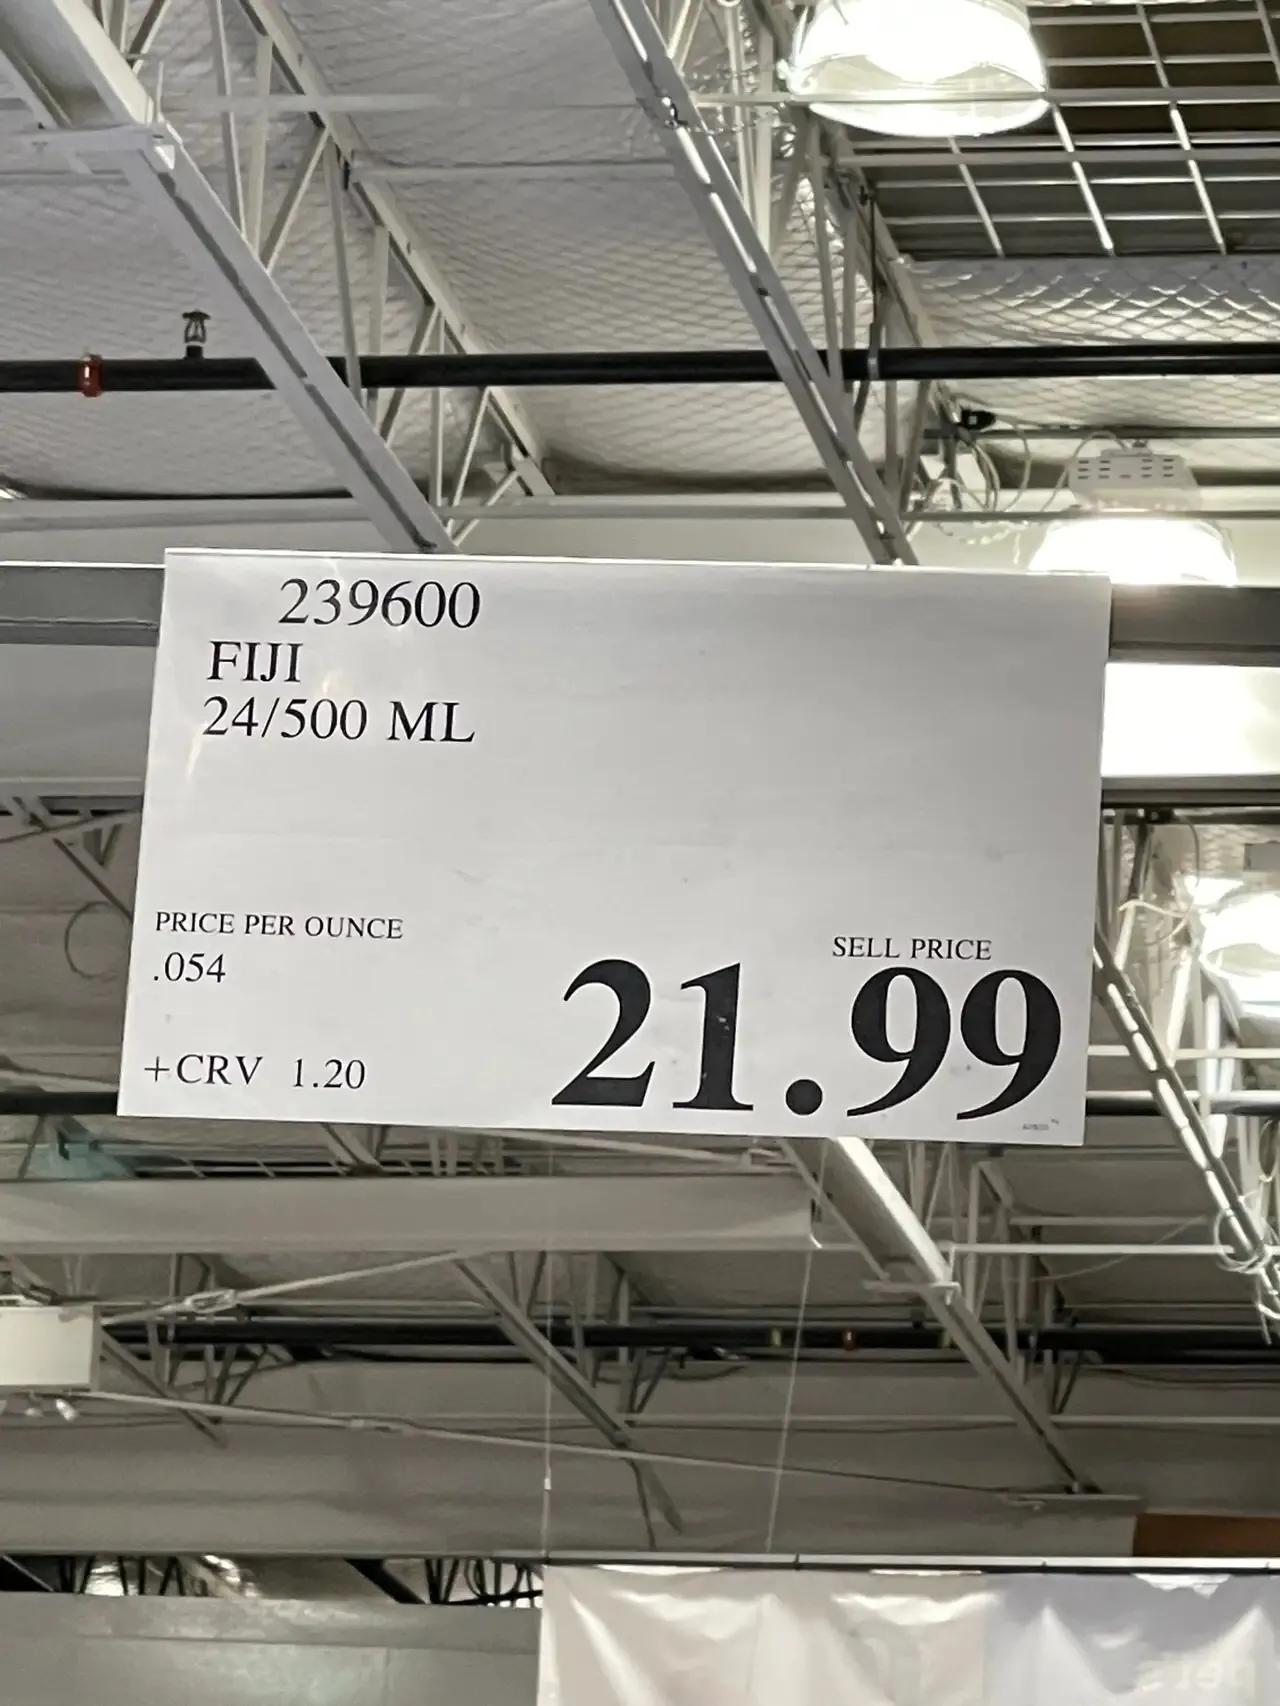 239600
FIJI
24/500 ML
PRICE PER OUNCE
.054
SELL PRICE
21.99
+CRV 1.20